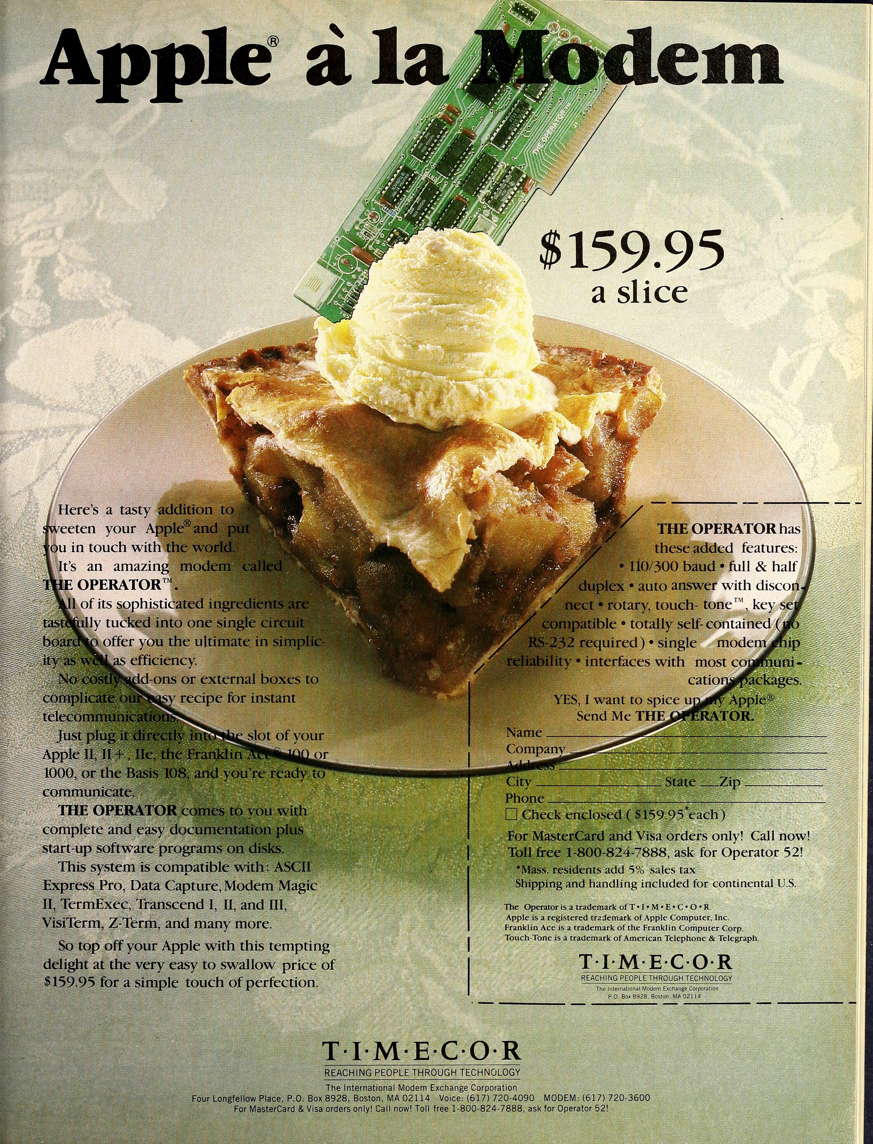 Apple® à la Modem
THE OPERATOR™
$159.95
a slice
Here's a tasty addition to
sweeten your Apple® and put
you in touch with the world.
It's an amazing modem called
THE OPERATOR™.
All of its sophisticated ingredients are
tastefully tucked into one single circuit
board to offer you the ultimate in simplic-
ity as well as efficiency.
No costly add-ons or external boxes to
complicate our easy recipe for instant
telecommunications.
Just plug it directly into the slot of your
Apple II, II+, IIe, the Franklin Ace® 100 or
1000, or the Basis 108, and you're ready to
communicate.
THE OPERATOR comes to you with
complete and easy documentation plus
start-up software programs on disks.
This system is compatible with: ASCII
Express Pro, Data Capture, Modem Magic
II, TermExec, Transcend I, II, and III,
VisiTerm, Z-Term, and many more.
So top off your Apple with this tempting
delight at the very easy to swallow price of
$159.95 for a simple touch of perfection.
THE OPERATOR has
these added features:
• 110/300 baud • full & half
duplex • auto answer with discon-
nect • rotary, touch- tone™, key set
compatible • totally self-contained (no
RS-232 required) • single modem chip
reliability • interfaces with most communi-
cations packages.
YES, I want to spice up my Apple®
Send Me THE OPERATOR.
Name
Company
Address
City State Zip
Phone
☐ Check enclosed ($159.95* each)
For MasterCard and Visa orders only! Call now!
Toll free 1-800-824-7888, ask for Operator 52!
*Mass. residents add 5% sales tax
Shipping and handling included for continental U.S.
The Operator is a trademark of T•I•M•E•C•O•R.
Apple is a registered trademark of Apple Computer, Inc.
Franklin Ace is a trademark of the Franklin Computer Corp.
Touch-Tone is a trademark of American Telephone & Telegraph.
T•I•M•E•C•O•R
REACHING PEOPLE THROUGH TECHNOLOGY
The International Modem Exchange Corporation
P.O. Box 8928, Boston, MA 02114
T•I•M•E•C•O•R
REACHING PEOPLE THROUGH TECHNOLOGY
The International Modem Exchange Corporation
Four Longfellow Place, P.O. Box 8928, Boston, MA 02114 Voice: (617) 720-4090 MODEM: (617) 720-3600
For MasterCard & Visa orders only! Call now! Toll free 1-800-824-7888, ask for Operator 52!